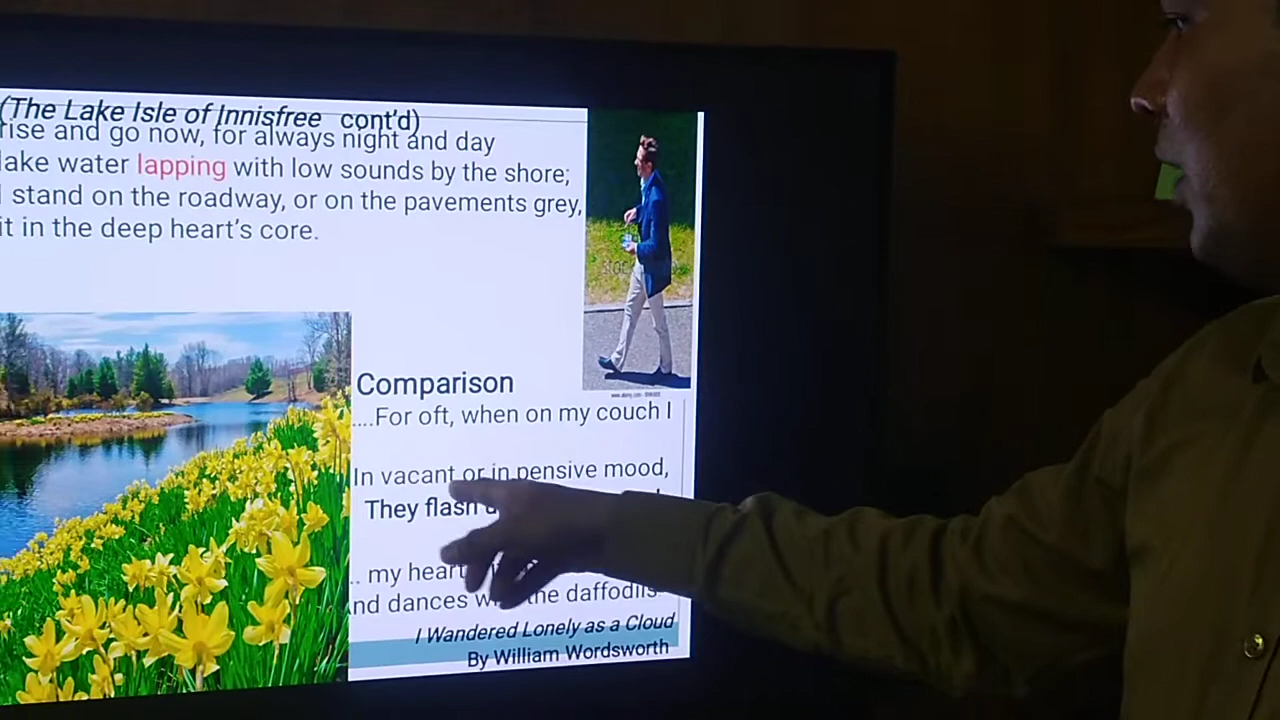 (The Lake Isle of Innisfree cont'd)
rise and go now, for always night and day
lake water lapping with low sounds by the shore;
I stand on the roadway, or on the pavements grey,
it in the deep heart's core.
Comparison
....For oft, when on my couch I
In vacant or in pensive mood,
They flash
.. my heart
nd dances the daffodils
I Wandered Lonely as a Cloud
By William Wordsworth